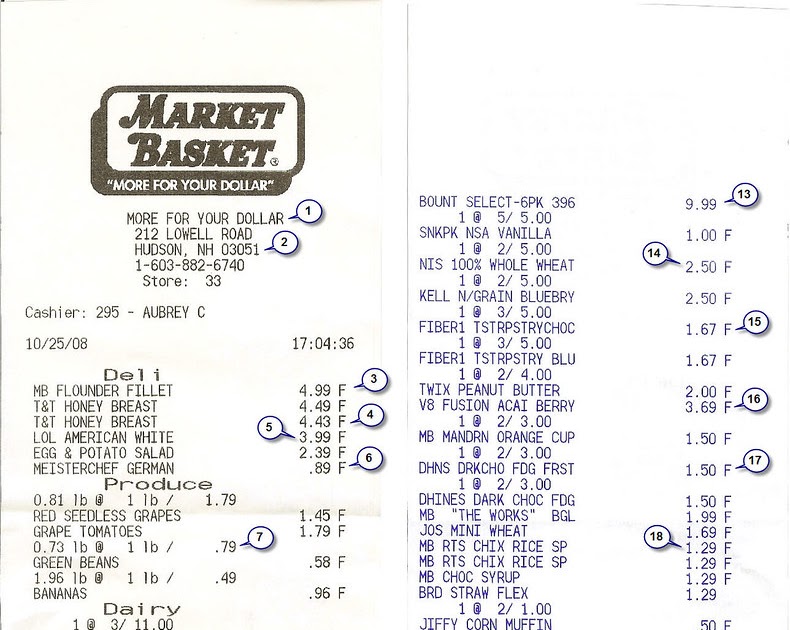 MARKET
BASKET®
"MORE FOR YOUR DOLLAR"
MORE FOR YOUR DOLLAR 1
212 LOWELL ROAD
HUDSON, NH 03051 2
1-603-882-6740
Store: 33
Cashier: 295 - AUBREY C
10/25/08 17:04:36
Deli
MB FLOUNDER FILLET 4.99 F 3
T&T HONEY BREAST 4.49 F
T&T HONEY BREAST 4.43 F 4
LOL AMERICAN WHITE 5 3.99 F
EGG & POTATO SALAD 2.39 F
MEISTERCHEF GERMAN .89 F 6
Produce
0.81 lb @ 1 lb / 1.79
RED SEEDLESS GRAPES 1.45 F
GRAPE TOMATOES 1.79 F
0.73 lb @ 1 lb / .79 7
GREEN BEANS .58 F
1.96 lb @ 1 lb / .49
BANANAS .96 F
Dairy
1 @ 3/ 11.00
BOUNT SELECT-6PK 396 9.99 13
1 @ 5/ 5.00
SNKPK NSA VANILLA 1.00 F
1 @ 2/ 5.00
NIS 100% WHOLE WHEAT 14 2.50 F
1 @ 2/ 5.00
KELL N/GRAIN BLUEBRY 2.50 F
1 @ 3/ 5.00
FIBER1 TSTRPSTRYCHOC 1.67 F 15
1 @ 3/ 5.00
FIBER1 TSTRPSTRY BLU 1.67 F
1 @ 2/ 4.00
TWIX PEANUT BUTTER 2.00 F
V8 FUSION ACAI BERRY 3.69 F 16
1 @ 2/ 3.00
MB MANDRN ORANGE CUP 1.50 F
1 @ 2/ 3.00
DHNS DRKCHO FDG FRST 1.50 F 17
1 @ 2/ 3.00
DHINES DARK CHOC FDG 1.50 F
MB "THE WORKS" BGL 1.99 F
JOS MINI WHEAT 1.69 F
MB RTS CHIX RICE SP 18 1.29 F
MB RTS CHIX RICE SP 1.29 F
MB CHOC SYRUP 1.29 F
BRD STRAW FLEX 1.29
1 @ 2/ 1.00
JIFFY CORN MUFFIN .50 F